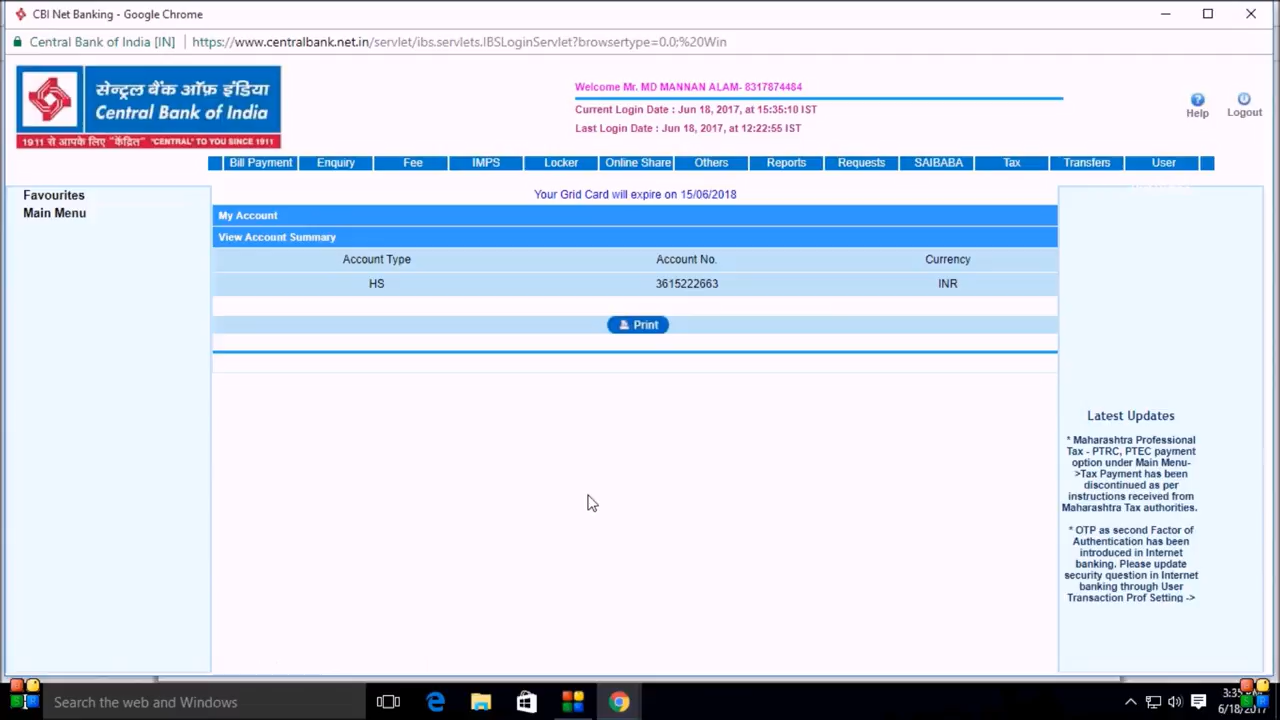 CBI Net Banking - Google Chrome
Central Bank of India [IN] https://www.centralbank.net.in/servlet/ibs.servlets.IBSLoginServlet?browsertype=0.0;%20Win
सेन्ट्रल बैंक ऑफ़ इंडिया
Central Bank of India
1911 से आपके लिए "केंद्रित" "CENTRAL" TO YOU SINCE 1911
Welcome Mr. MD MANNAN ALAM- 8317874484
Current Login Date : Jun 18, 2017, at 15:35:10 IST
Last Login Date : Jun 18, 2017, at 12:22:55 IST
Help
Logout
Bill Payment Enquiry Fee IMPS Locker Online Share Others Reports Requests SAIBABA Tax Transfers User
Favourites
Main Menu
Your Grid Card will expire on 15/06/2018
My Account
View Account Summary
Account Type Account No. Currency
HS 3615222663 INR
Print
Latest Updates
* Maharashtra Professional
Tax - PTRC, PTEC payment
option under Main Menu-
>Tax Payment has been
discontinued as per
instructions received from
Maharashtra Tax authorities.
* OTP as second Factor of
Authentication has been
introduced in Internet
banking. Please update
security question in Internet
banking through User
Transaction Prof Setting ->
Search the web and Windows